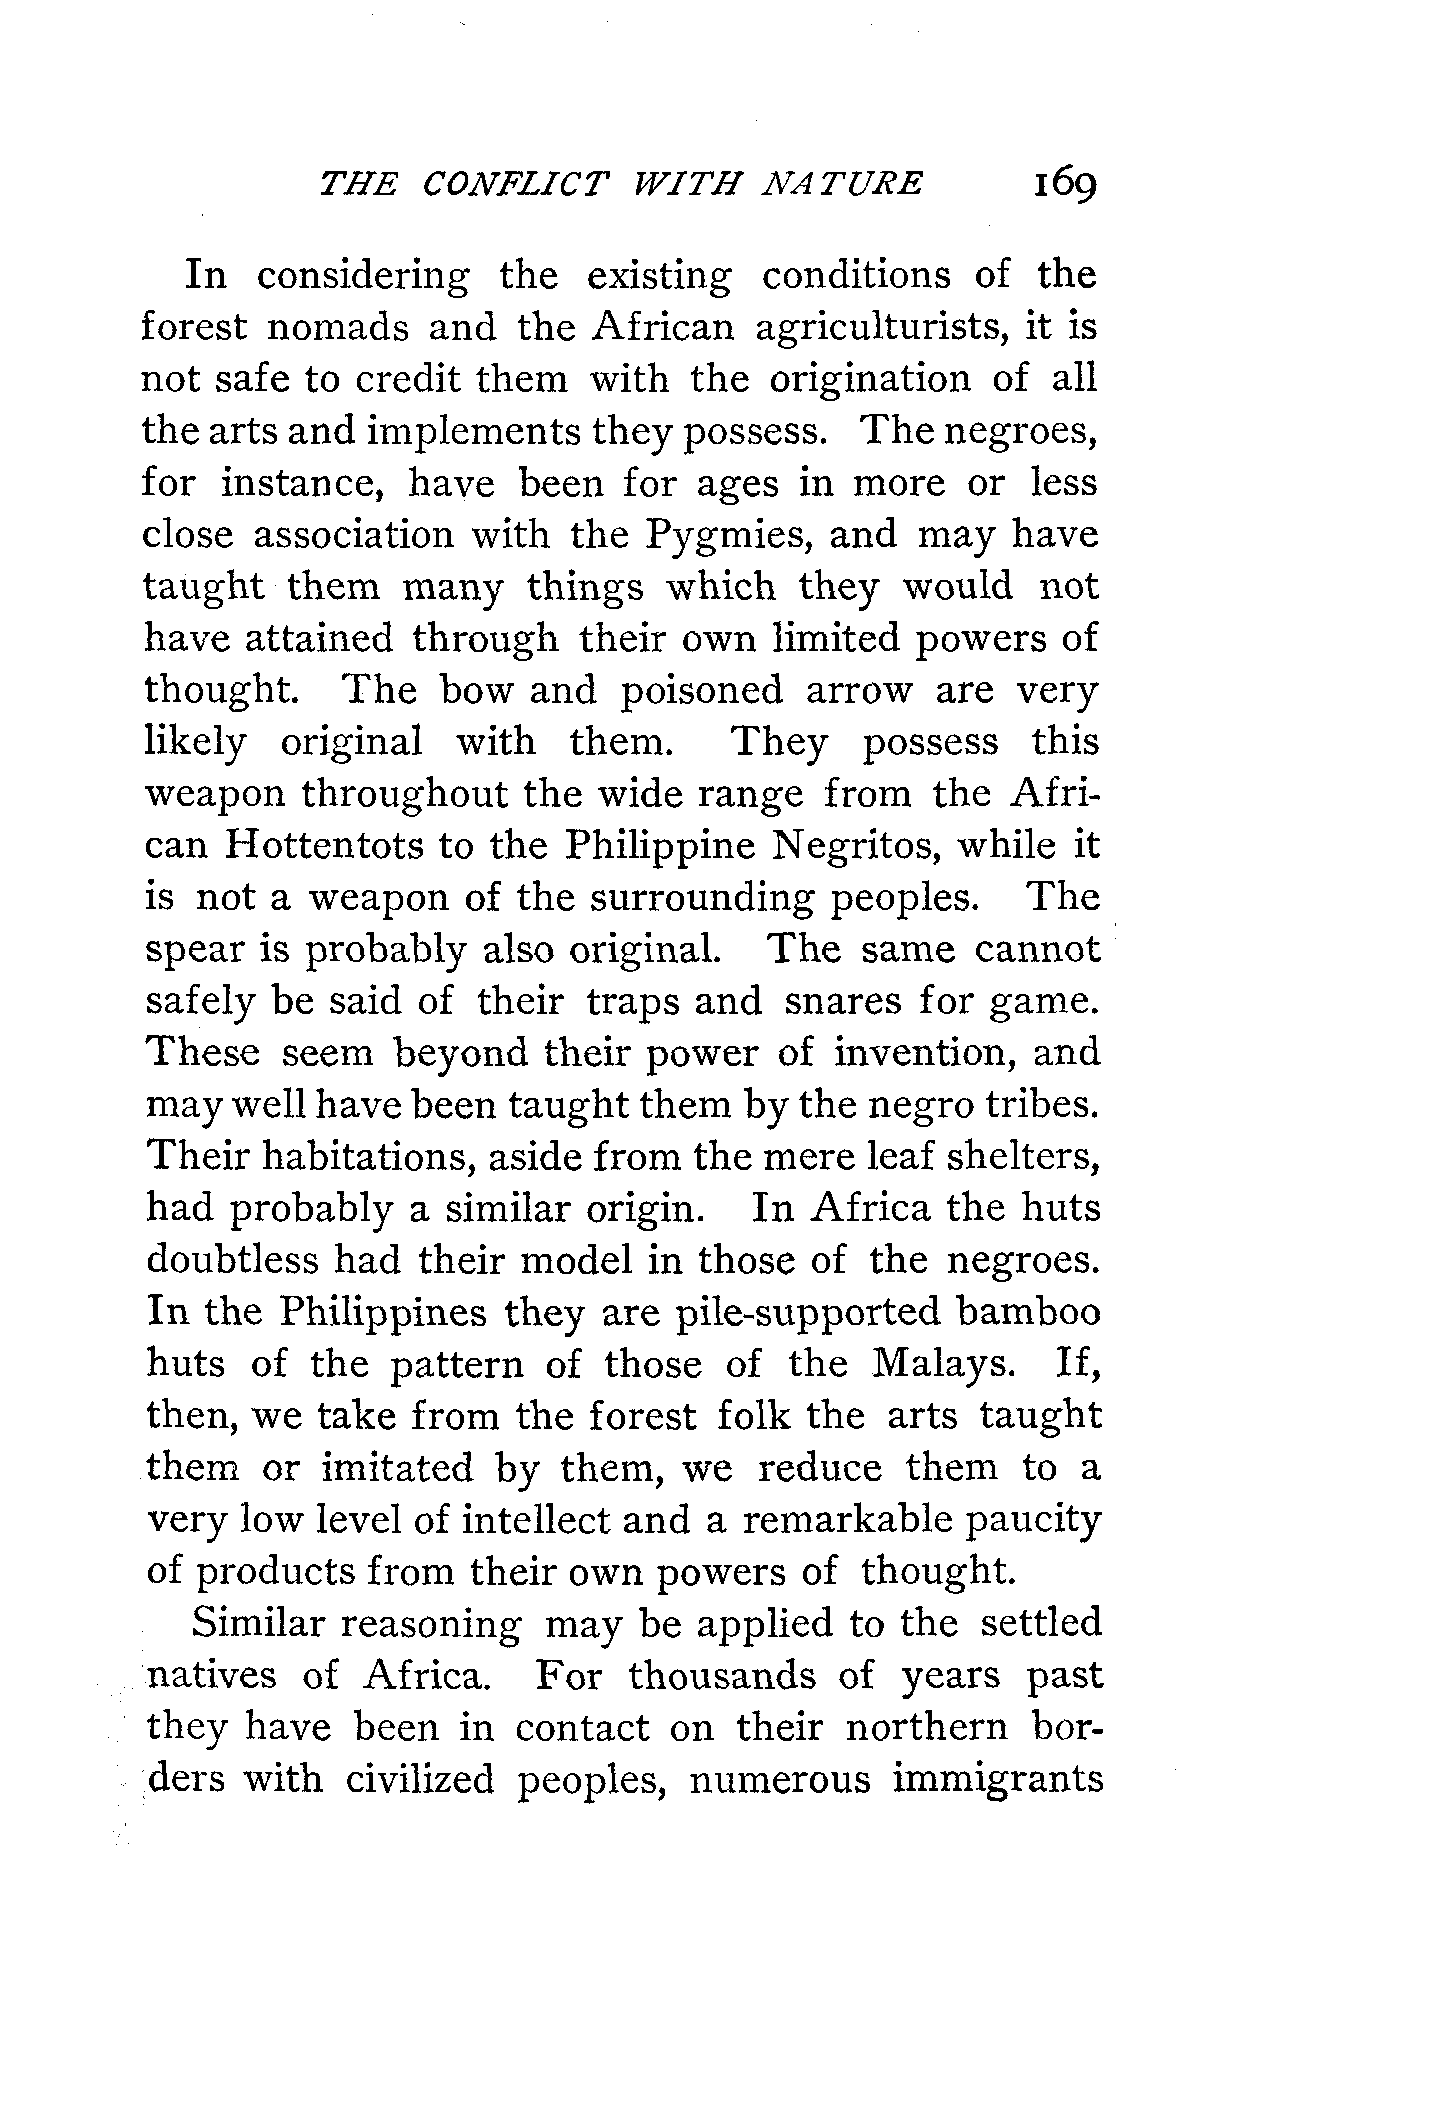 THE CONFLICT WITH NATURE 169
In considering the existing conditions of the
forest nomads and the African agriculturists, it is
not safe to credit them with the origination of all
the arts and implements they possess. The negroes,
for instance, have been for ages in more or less
close association with the Pygmies, and may have
taught them many things which they would not
have attained through their own limited powers of
thought. The bow and poisoned arrow are very
likely original with them. They possess this
weapon throughout the wide range from the Afri-
can Hottentots to the Philippine Negritos, while it
is not a weapon of the surrounding peoples. The
spear is probably also original. The same cannot
safely be said of their traps and snares for game.
These seem beyond their power of invention, and
may well have been taught them by the negro tribes.
Their habitations, aside from the mere leaf shelters,
had probably a similar origin. In Africa the huts
doubtless had their model in those of the negroes.
In the Philippines they are pile-supported bamboo
huts of the pattern of those of the Malays. If,
then, we take from the forest folk the arts taught
them or imitated by them, we reduce them to a
very low level of intellect and a remarkable paucity
of products from their own powers of thought.
Similar reasoning may be applied to the settled
natives of Africa. For thousands of years past
they have been in contact on their northern bor-
ders with civilized peoples, numerous immigrants